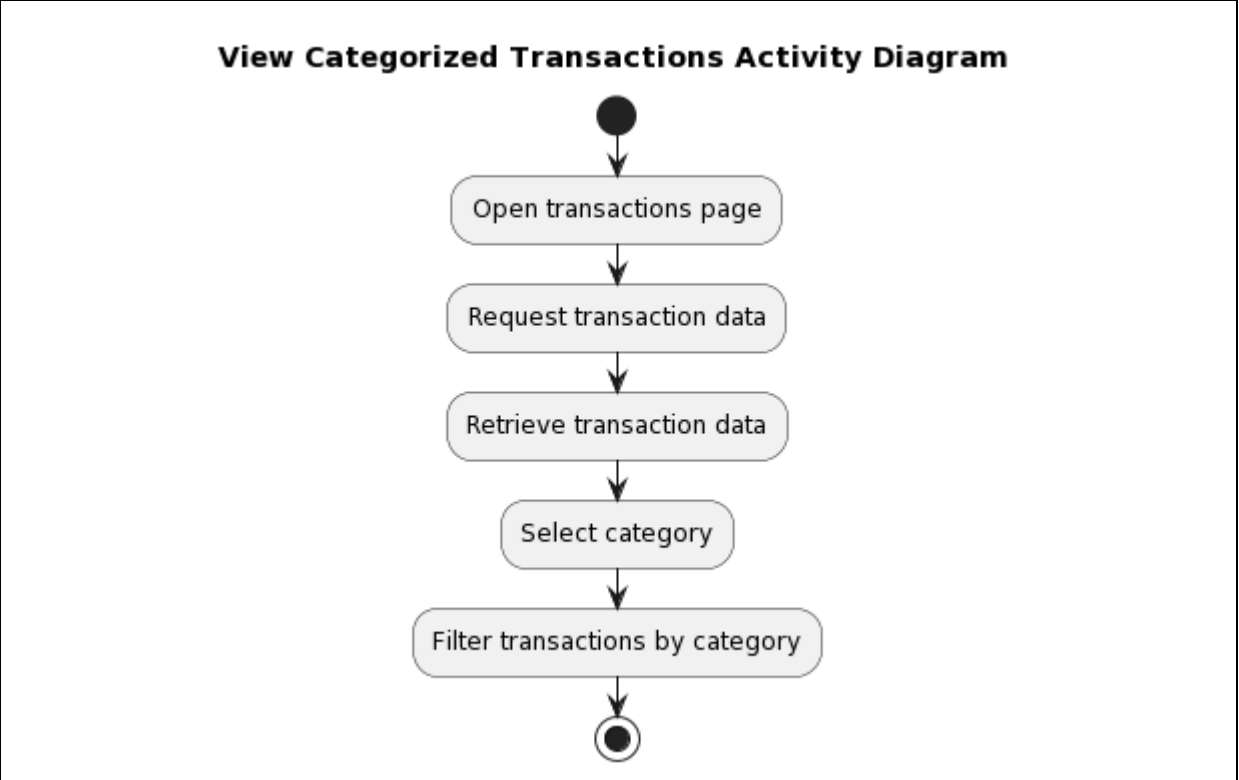 View Categorized Transactions Activity Diagram
Open transactions page
Request transaction data
Retrieve transaction data
Select category
Filter transactions by category